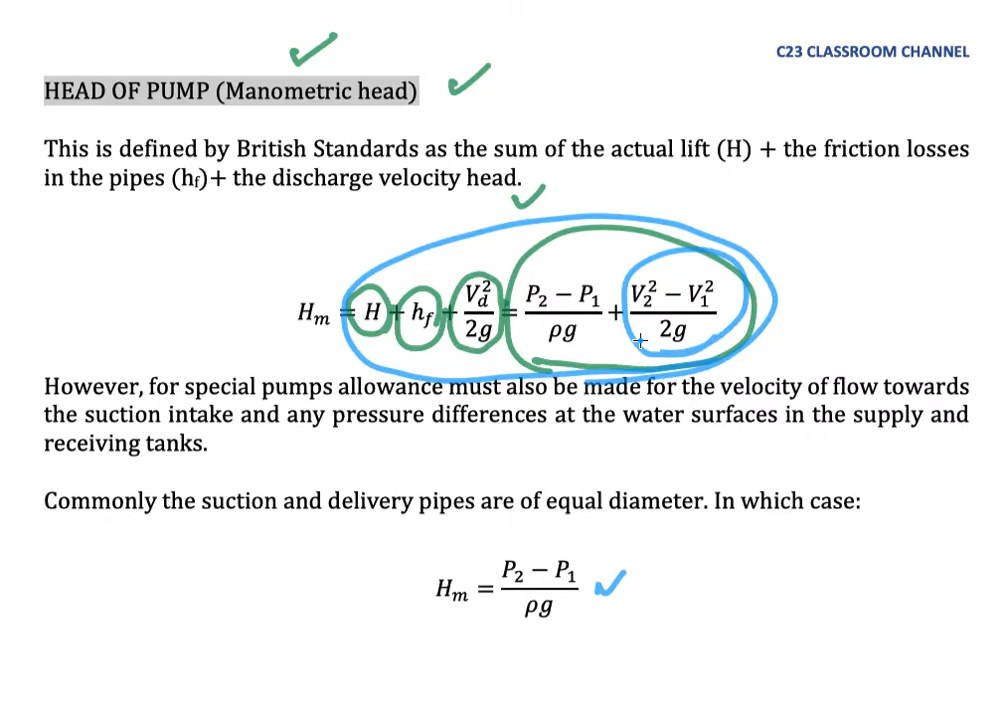 C23 CLASSROOM CHANNEL
HEAD OF PUMP (Manometric head)
This is defined by British Standards as the sum of the actual lift (H) + the friction losses
in the pipes (hf)+ the discharge velocity head.
Hₘ = H + h_f + V_d²/2g = (P₂ − P₁)/ρg + (V₂² − V₁²)/2g
However, for special pumps allowance must also be made for the velocity of flow towards
the suction intake and any pressure differences at the water surfaces in the supply and
receiving tanks.
Commonly the suction and delivery pipes are of equal diameter. In which case:
Hₘ = (P₂ − P₁)/ρg